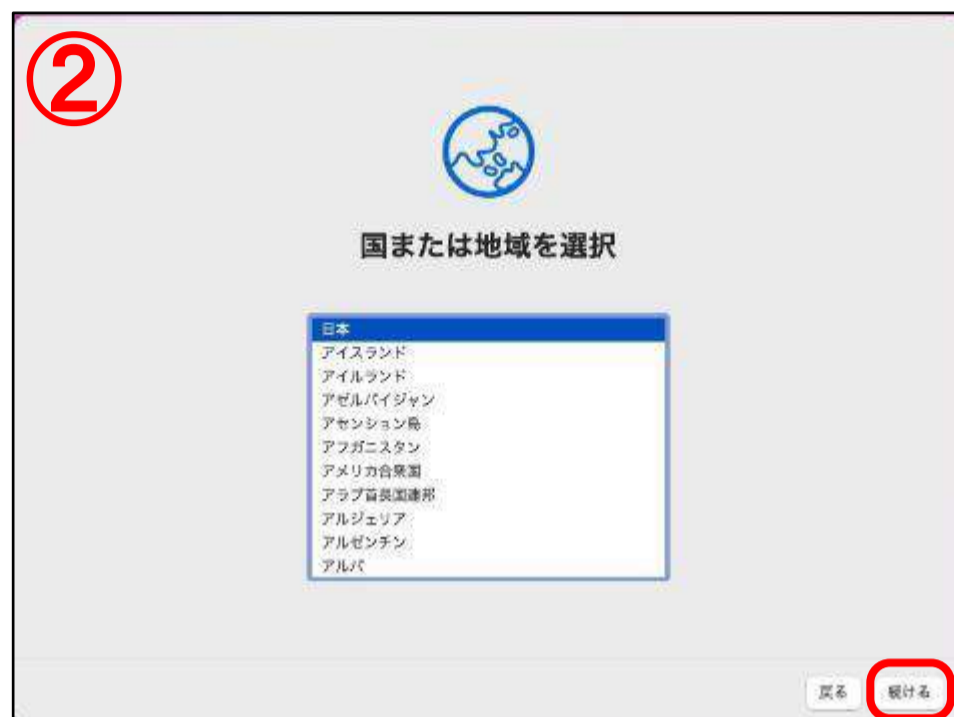 ②
国または地域を選択
日本
アイスランド
アイルランド
アゼルバイジャン
アセンション島
アフガニスタン
アメリカ合衆国
アラブ首長国連邦
アルジェリア
アルゼンチン
アルバ
戻る
続ける